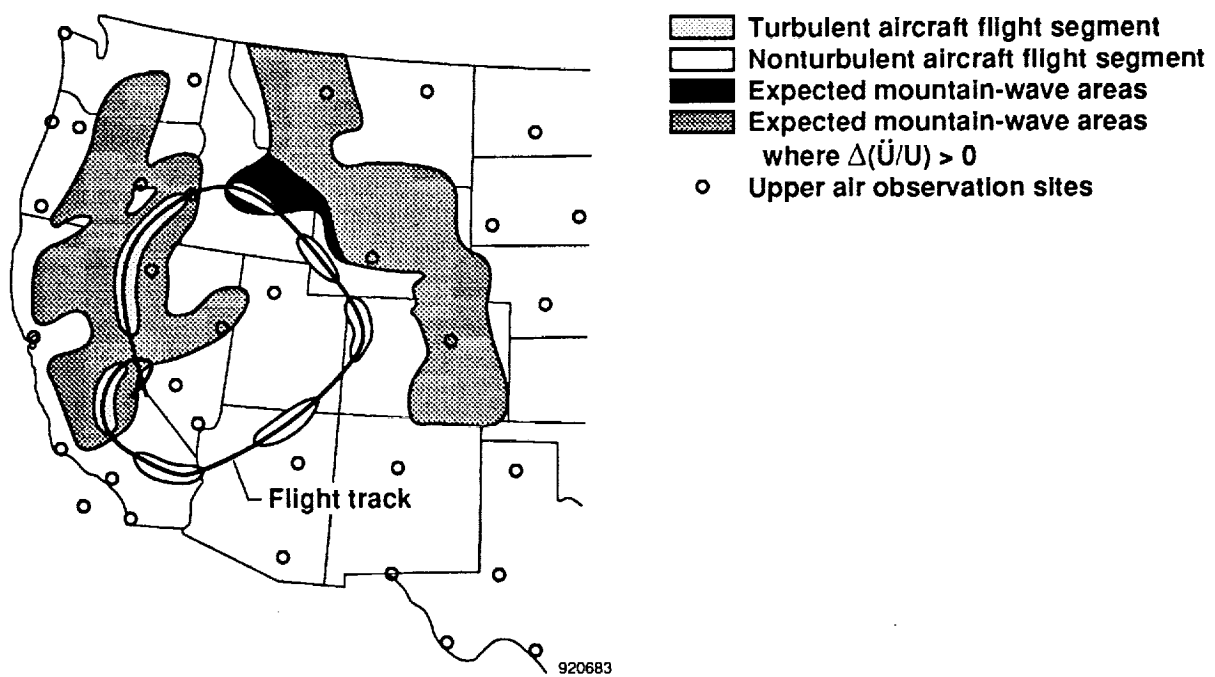 Turbulent aircraft flight segment
Nonturbulent aircraft flight segment
Expected mountain-wave areas
Expected mountain-wave areas
where Δ(Ü/U) > 0
Upper air observation sites
Flight track
920683